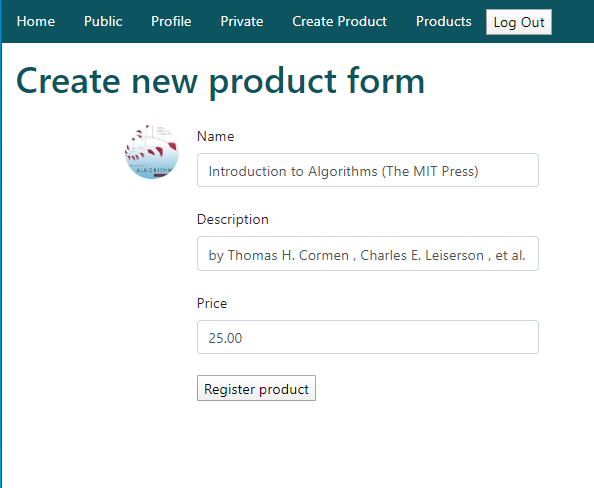 Home Public Profile Private Create Product Products Log Out
Create new product form
Name
Introduction to Algorithms (The MIT Press)
Description
by Thomas H. Cormen , Charles E. Leiserson , et al.
Price
25.00
Register product